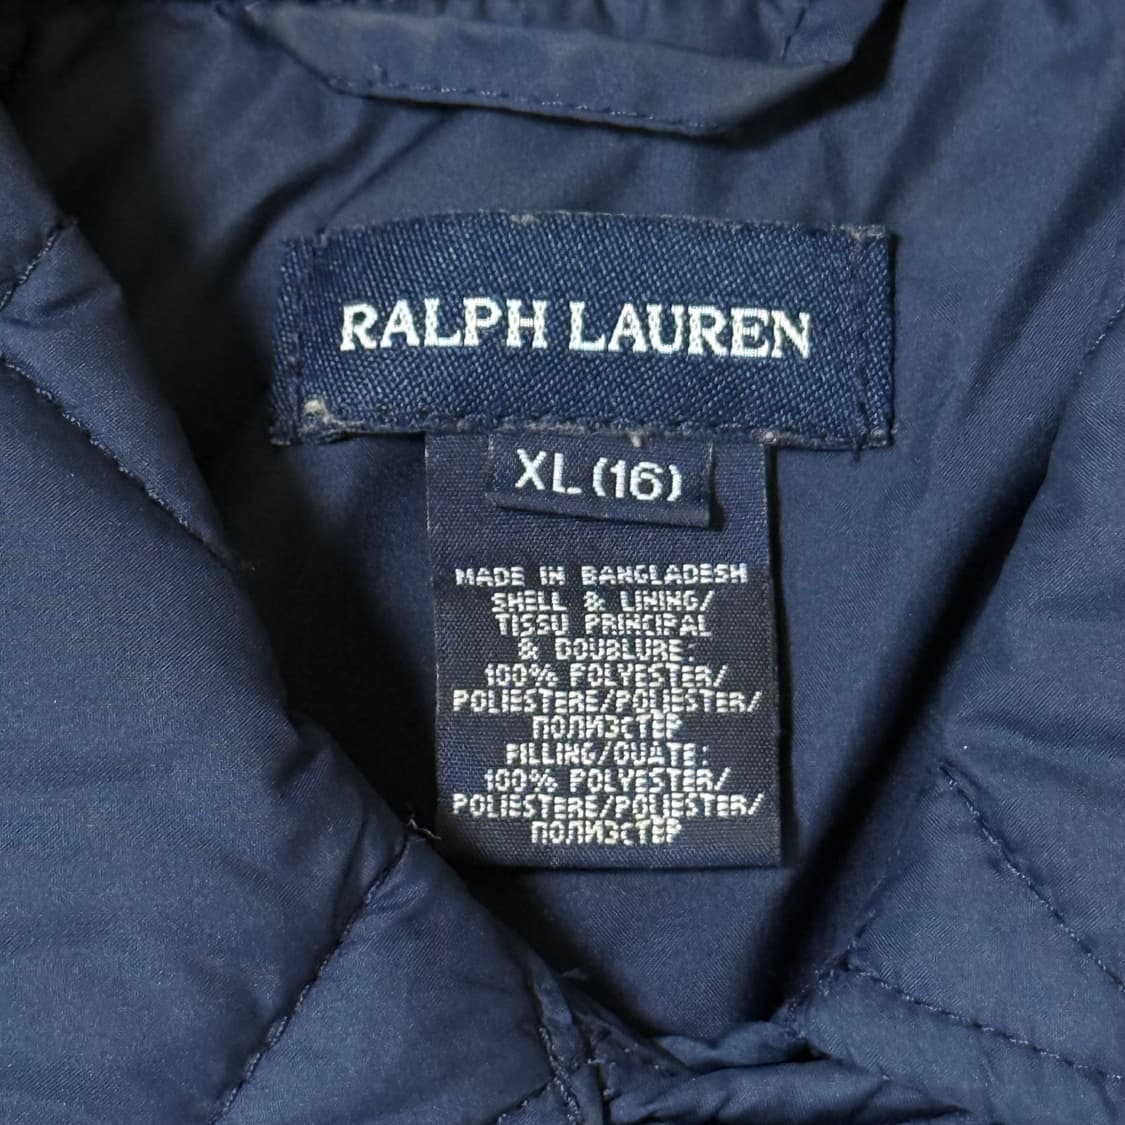 RALPH LAUREN
XL (16)
MADE IN BANGLADESH
SHELL & LINING/
TISSU PRINCIPAL
& DOUBLURE:
100% POLYESTER/
POLIESTERE/POLIESTER/
ПОЛИЭСТЕР
FILLING/OUATE:
100% POLYESTER/
POLIESTERE/POLIESTER/
ПОЛИЭСТЕР